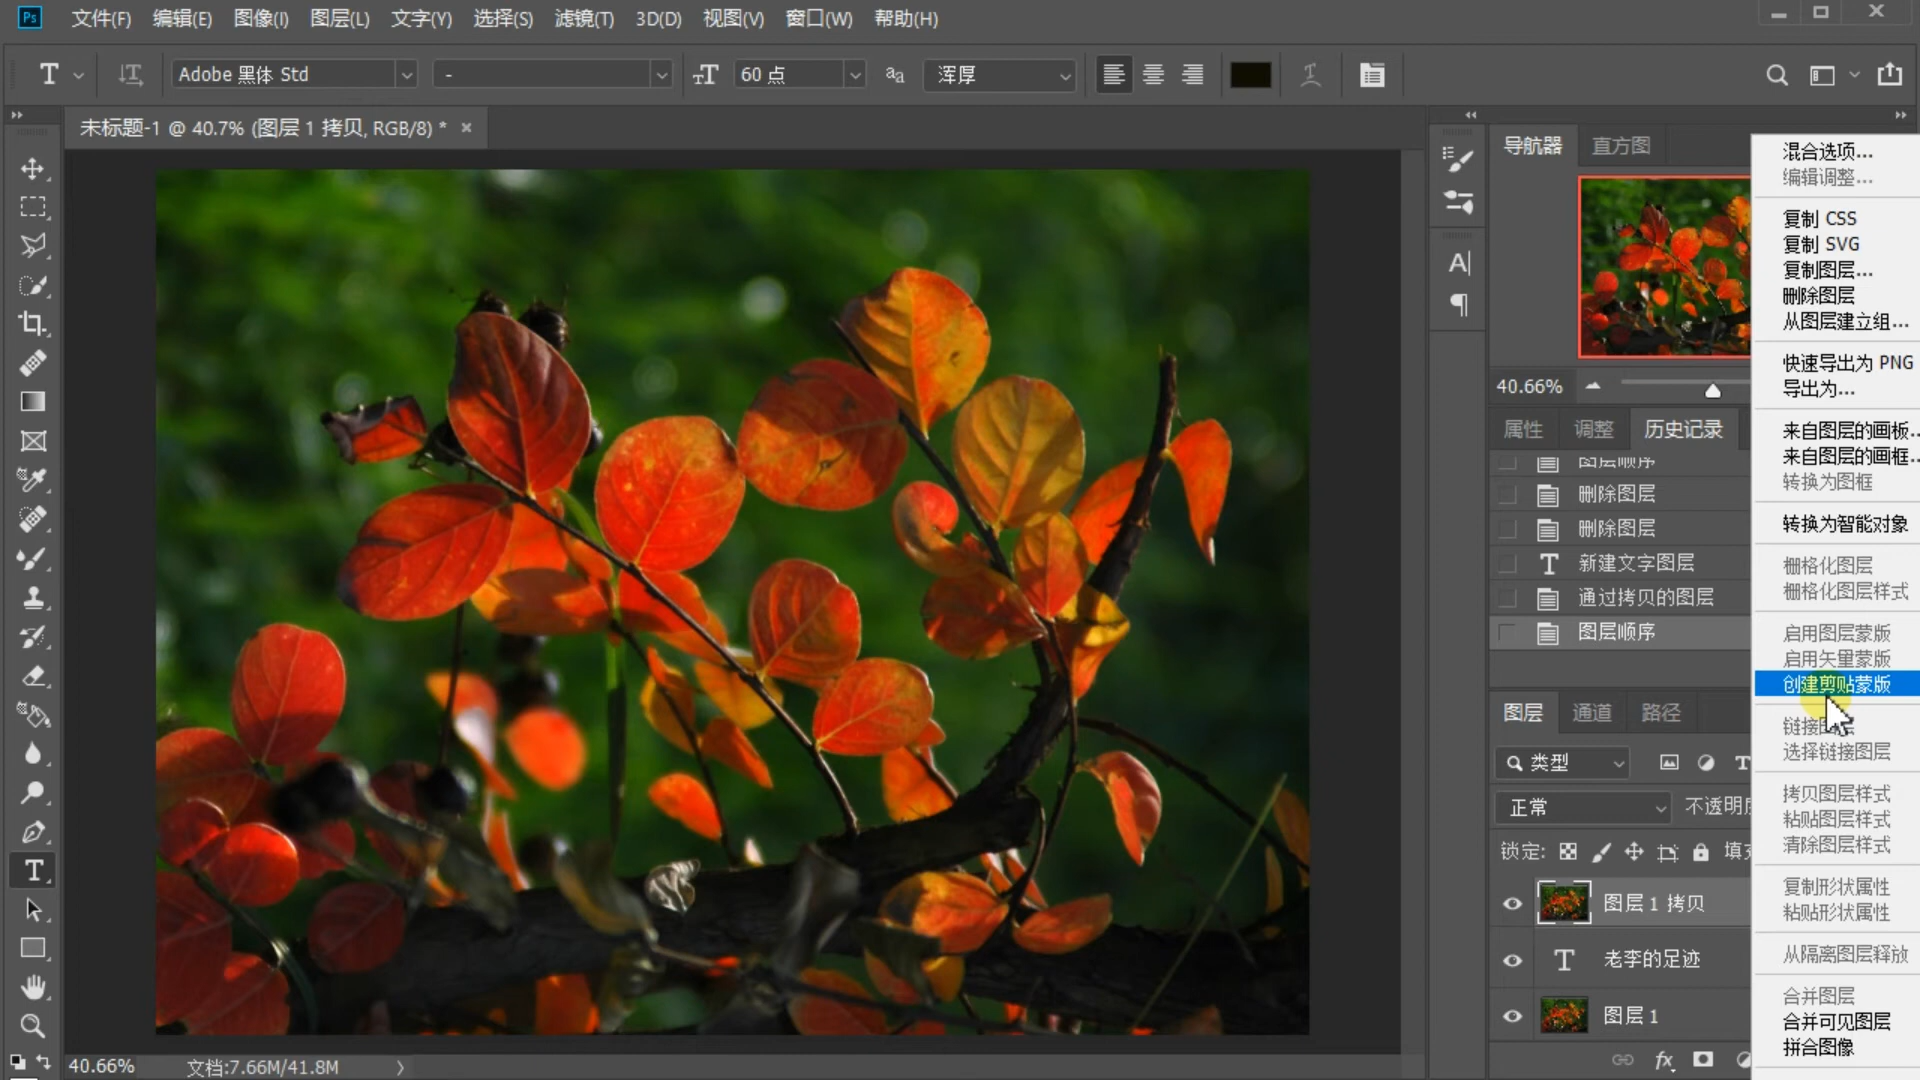 Ps 文件(F) 编辑(E) 图像(I) 图层(L) 文字(Y) 选择(S) 滤镜(T) 3D(D) 视图(V) 窗口(W) 帮助(H)
T Adobe 黑体 Std - 60 点 浑厚
未标题-1 @ 40.7% (图层 1 拷贝, RGB/8) *
导航器 直方图
40.66%
属性 调整 历史记录
图层顺序
删除图层
删除图层
新建文字图层
通过拷贝的图层
图层顺序
图层 通道 路径
类型
正常
锁定:
图层 1 拷贝
老李的足迹
图层 1
fx
混合选项...
编辑调整...
复制 CSS
复制 SVG
复制图层...
删除图层
从图层建立组...
快速导出为 PNG
导出为...
来自图层的画板...
来自图层的画框...
转换为图框
转换为智能对象
栅格化图层
栅格化图层样式
启用图层蒙版
启用矢量蒙版
创建剪贴蒙版
选择链接图层
拷贝图层样式
粘贴图层样式
清除图层样式
复制形状属性
粘贴形状属性
从隔离图层释放
合并图层
合并可见图层
拼合图像
40.66% 文档:7.66M/41.8M